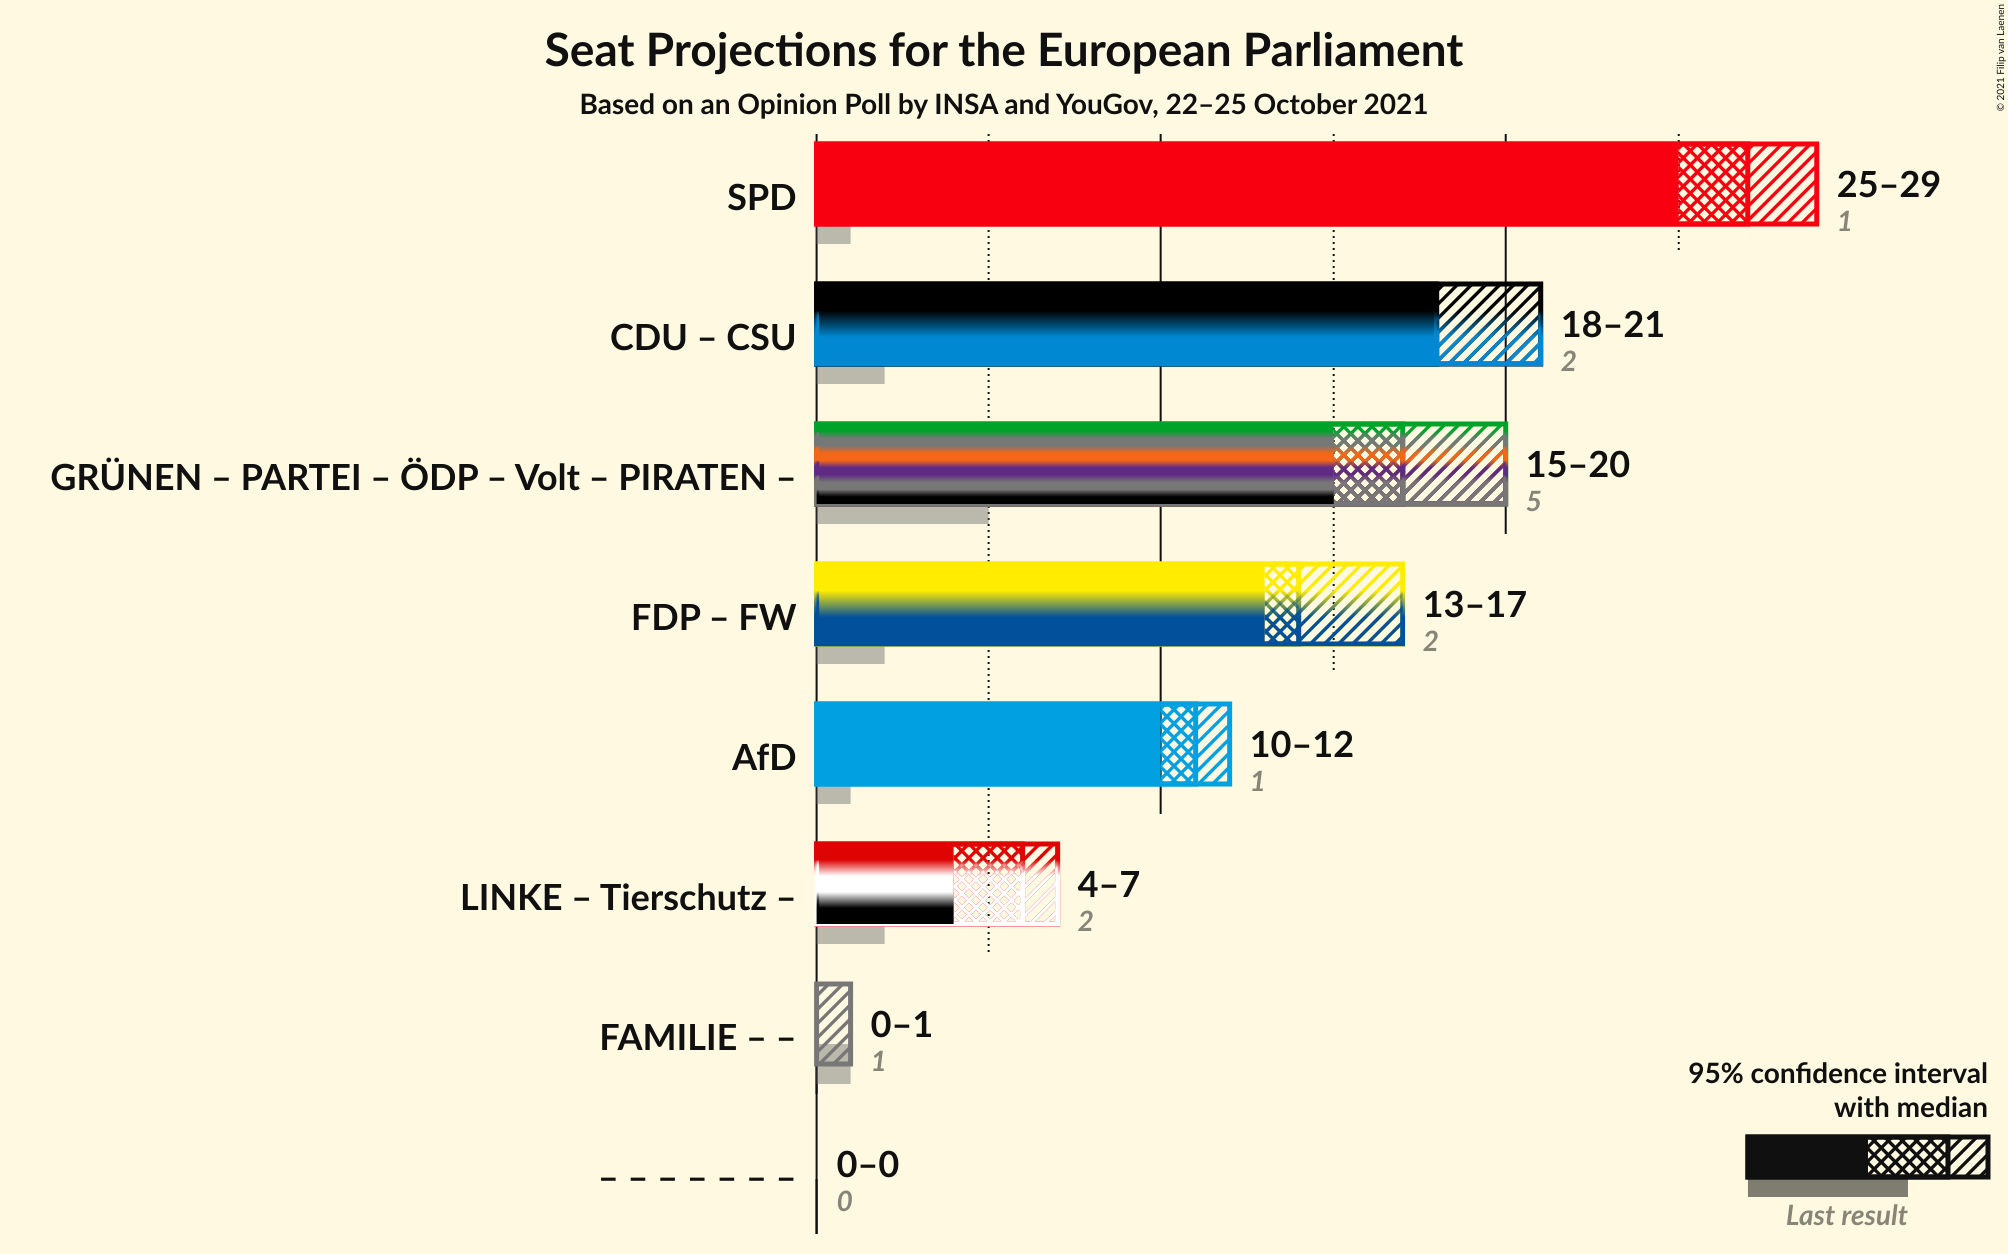 Seat Projections for the European Parliament
Based on an Opinion Poll by INSA and YouGov, 22–25 October 2021
© 2021 Filip van Laenen
SPD
25–29
1
CDU – CSU
18–21
2
GRÜNEN – PARTEI – ÖDP – Volt – PIRATEN –
15–20
5
FDP – FW
13–17
2
AfD
10–12
1
LINKE – Tierschutz –
4–7
2
FAMILIE – –
0–1
1
– – – – – – –
0–0
0
95% confidence interval
with median
Last result